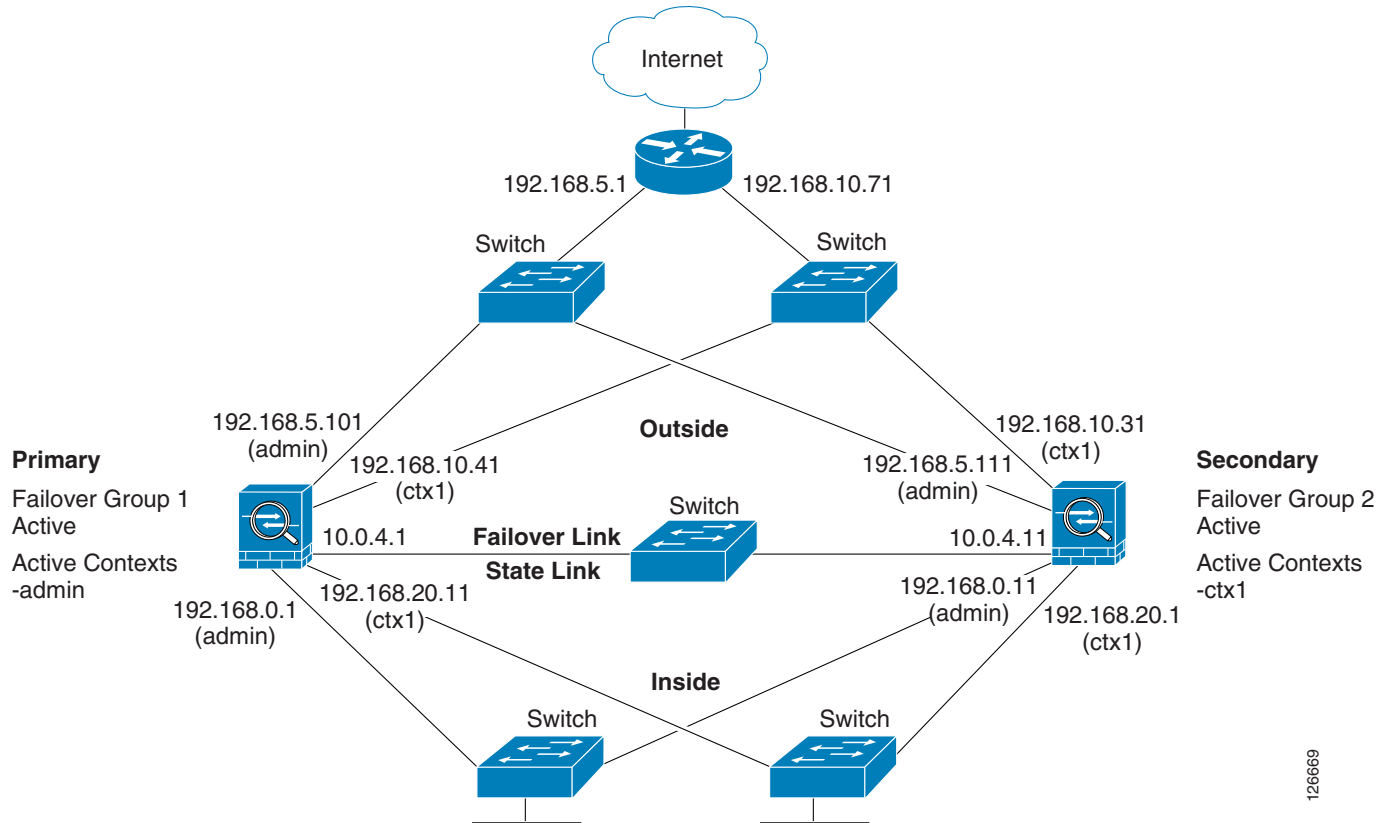 Internet
192.168.5.1
192.168.10.71
Switch
Switch
192.168.5.101
(admin)
192.168.10.41
(ctx1)
Outside
192.168.10.31
(ctx1)
192.168.5.111
(admin)
Primary
Failover Group 1
Active
Active Contexts
-admin
Secondary
Failover Group 2
Active
Active Contexts
-ctx1
Switch
10.0.4.1
Failover Link
10.0.4.11
State Link
192.168.0.1
(admin)
192.168.20.11
(ctx1)
192.168.0.11
(admin)
192.168.20.1
(ctx1)
Inside
Switch
Switch
126669